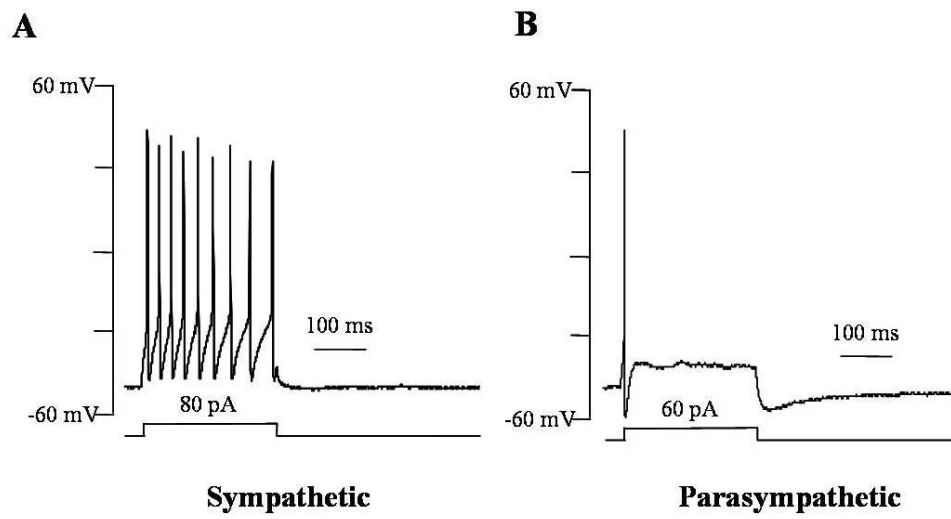 A
60 mV
100 ms
-60 mV
80 pA
Sympathetic
B
60 mV
100 ms
-60 mV
60 pA
Parasympathetic